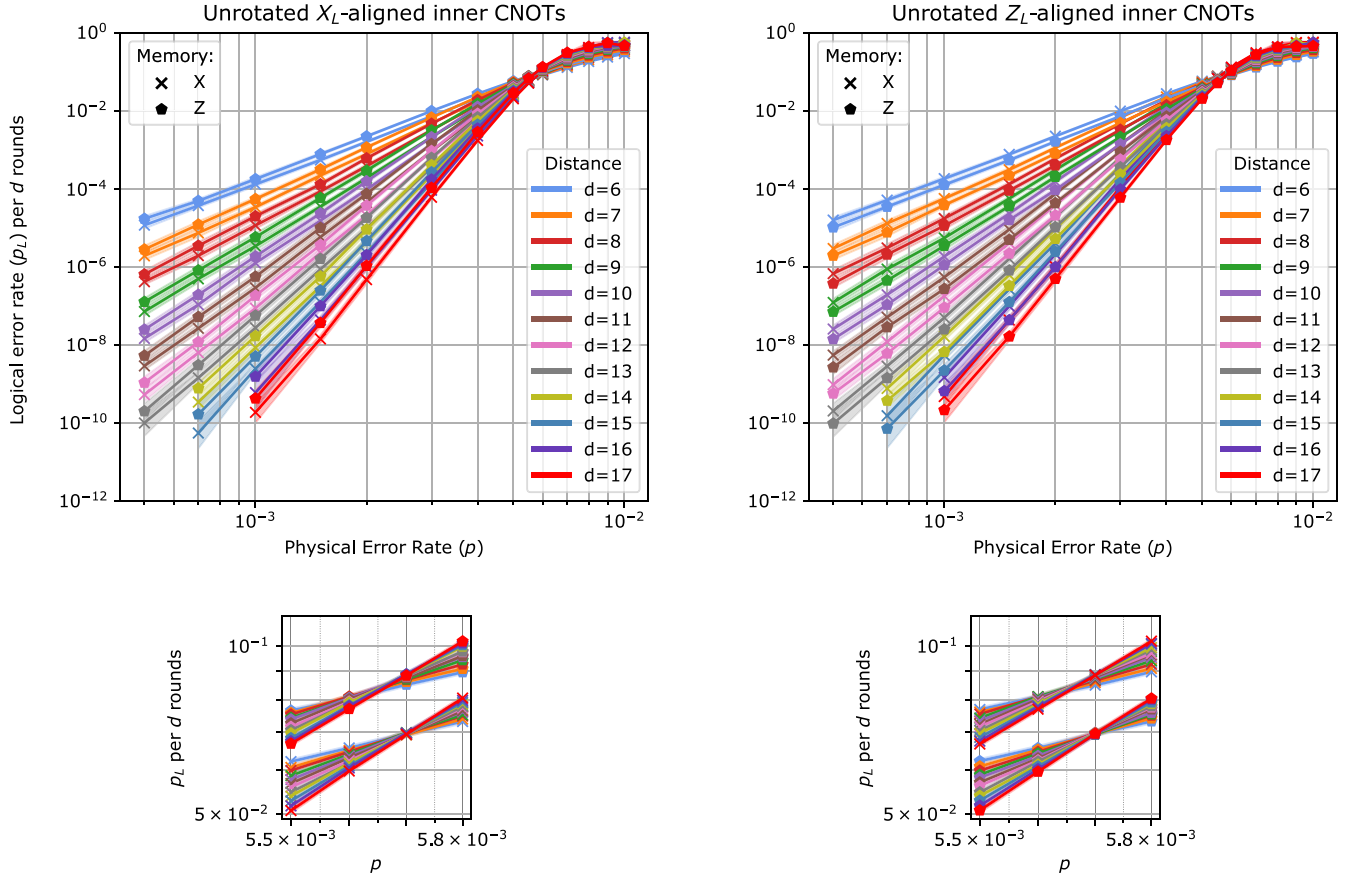 Unrotated X_L-aligned inner CNOTs
Logical error rate (p_L) per d rounds
10^0
10^−2
10^−4
10^−6
10^−8
10^−10
10^−12
Memory:
X
Z
Distance
d=6
d=7
d=8
d=9
d=10
d=11
d=12
d=13
d=14
d=15
d=16
d=17
10^−3
10^−2
Physical Error Rate (p)
Unrotated Z_L-aligned inner CNOTs
10^0
10^−2
10^−4
10^−6
10^−8
10^−10
10^−12
Memory:
X
Z
Distance
d=6
d=7
d=8
d=9
d=10
d=11
d=12
d=13
d=14
d=15
d=16
d=17
10^−3
10^−2
Physical Error Rate (p)
p_L per d rounds
10^−1
5 × 10^−2
5.5 × 10^−3
5.8 × 10^−3
p
p_L per d rounds
10^−1
5 × 10^−2
5.5 × 10^−3
5.8 × 10^−3
p